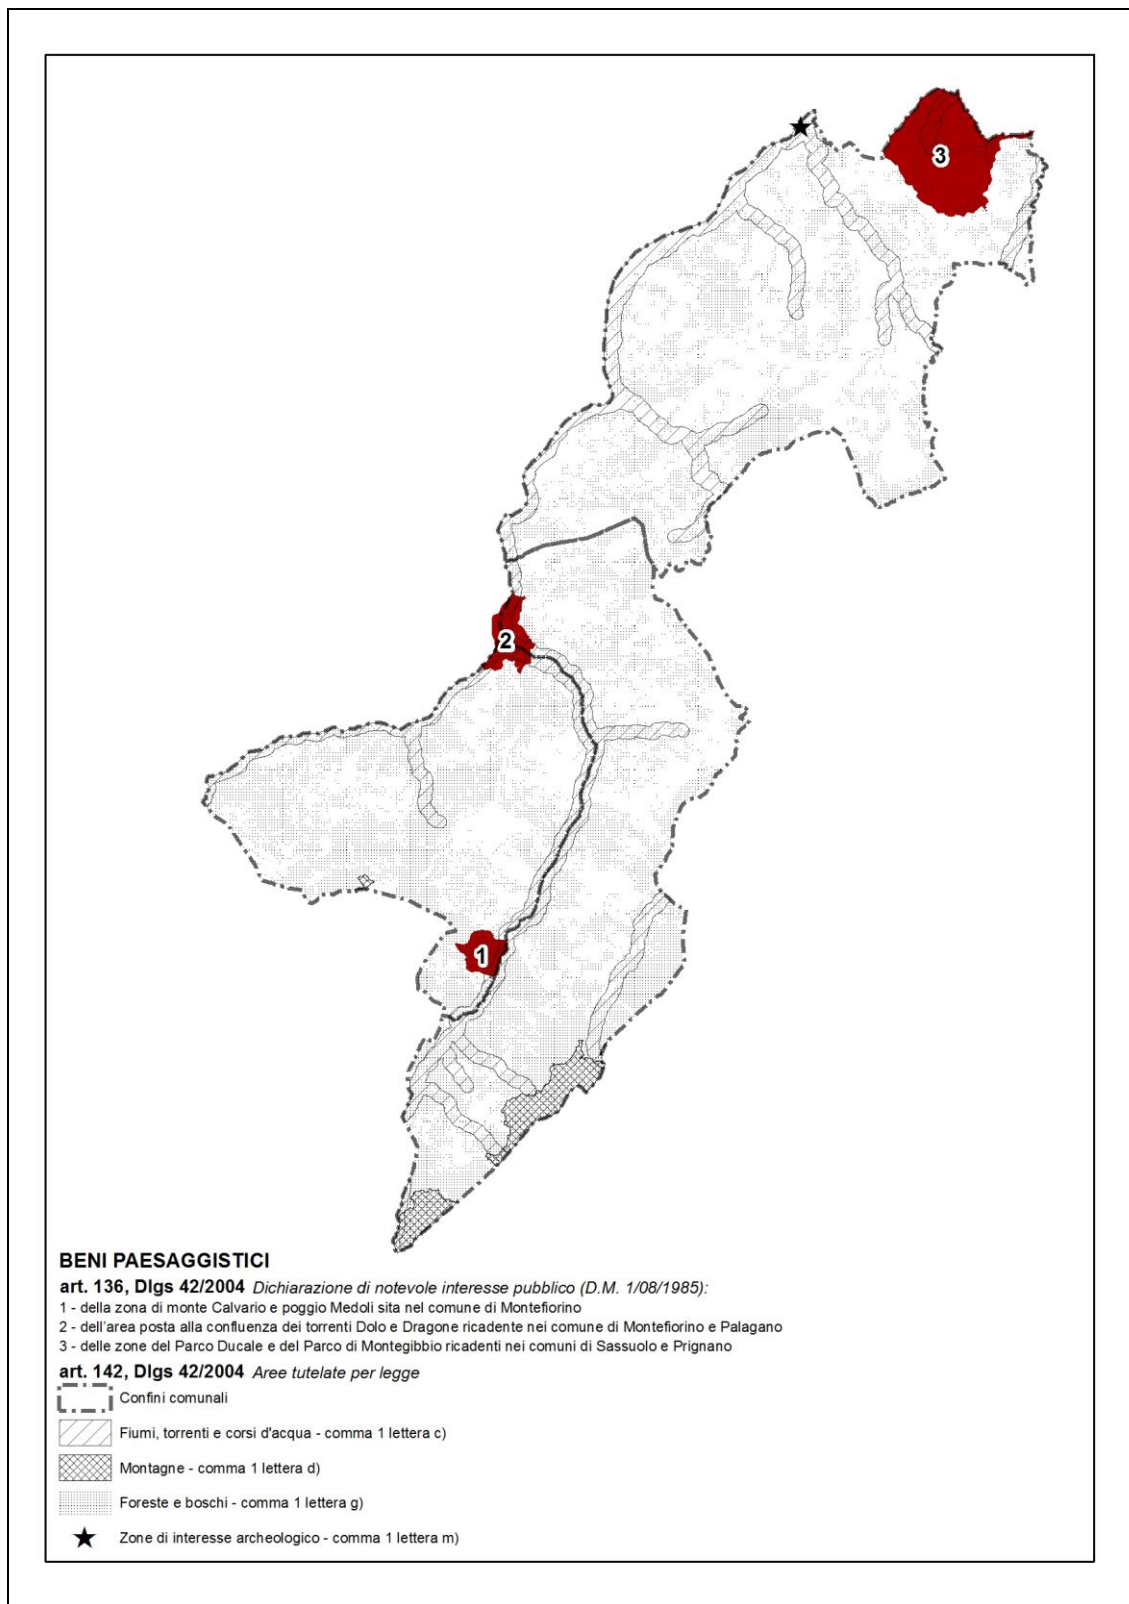 3
2
1
BENI PAESAGGISTICI
art. 136, Dlgs 42/2004 Dichiarazione di notevole interesse pubblico (D.M. 1/08/1985):
1 - della zona di monte Calvario e poggio Medoli sita nel comune di Montefiorino
2 - dell'area posta alla confluenza dei torrenti Dolo e Dragone ricadente nei comune di Montefiorino e Palagano
3 - delle zone del Parco Ducale e del Parco di Montegibbio ricadenti nei comuni di Sassuolo e Prignano
art. 142, Dlgs 42/2004 Aree tutelate per legge
Confini comunali
Fiumi, torrenti e corsi d'acqua - comma 1 lettera c)
Montagne - comma 1 lettera d)
Foreste e boschi - comma 1 lettera g)
Zone di interesse archeologico - comma 1 lettera m)